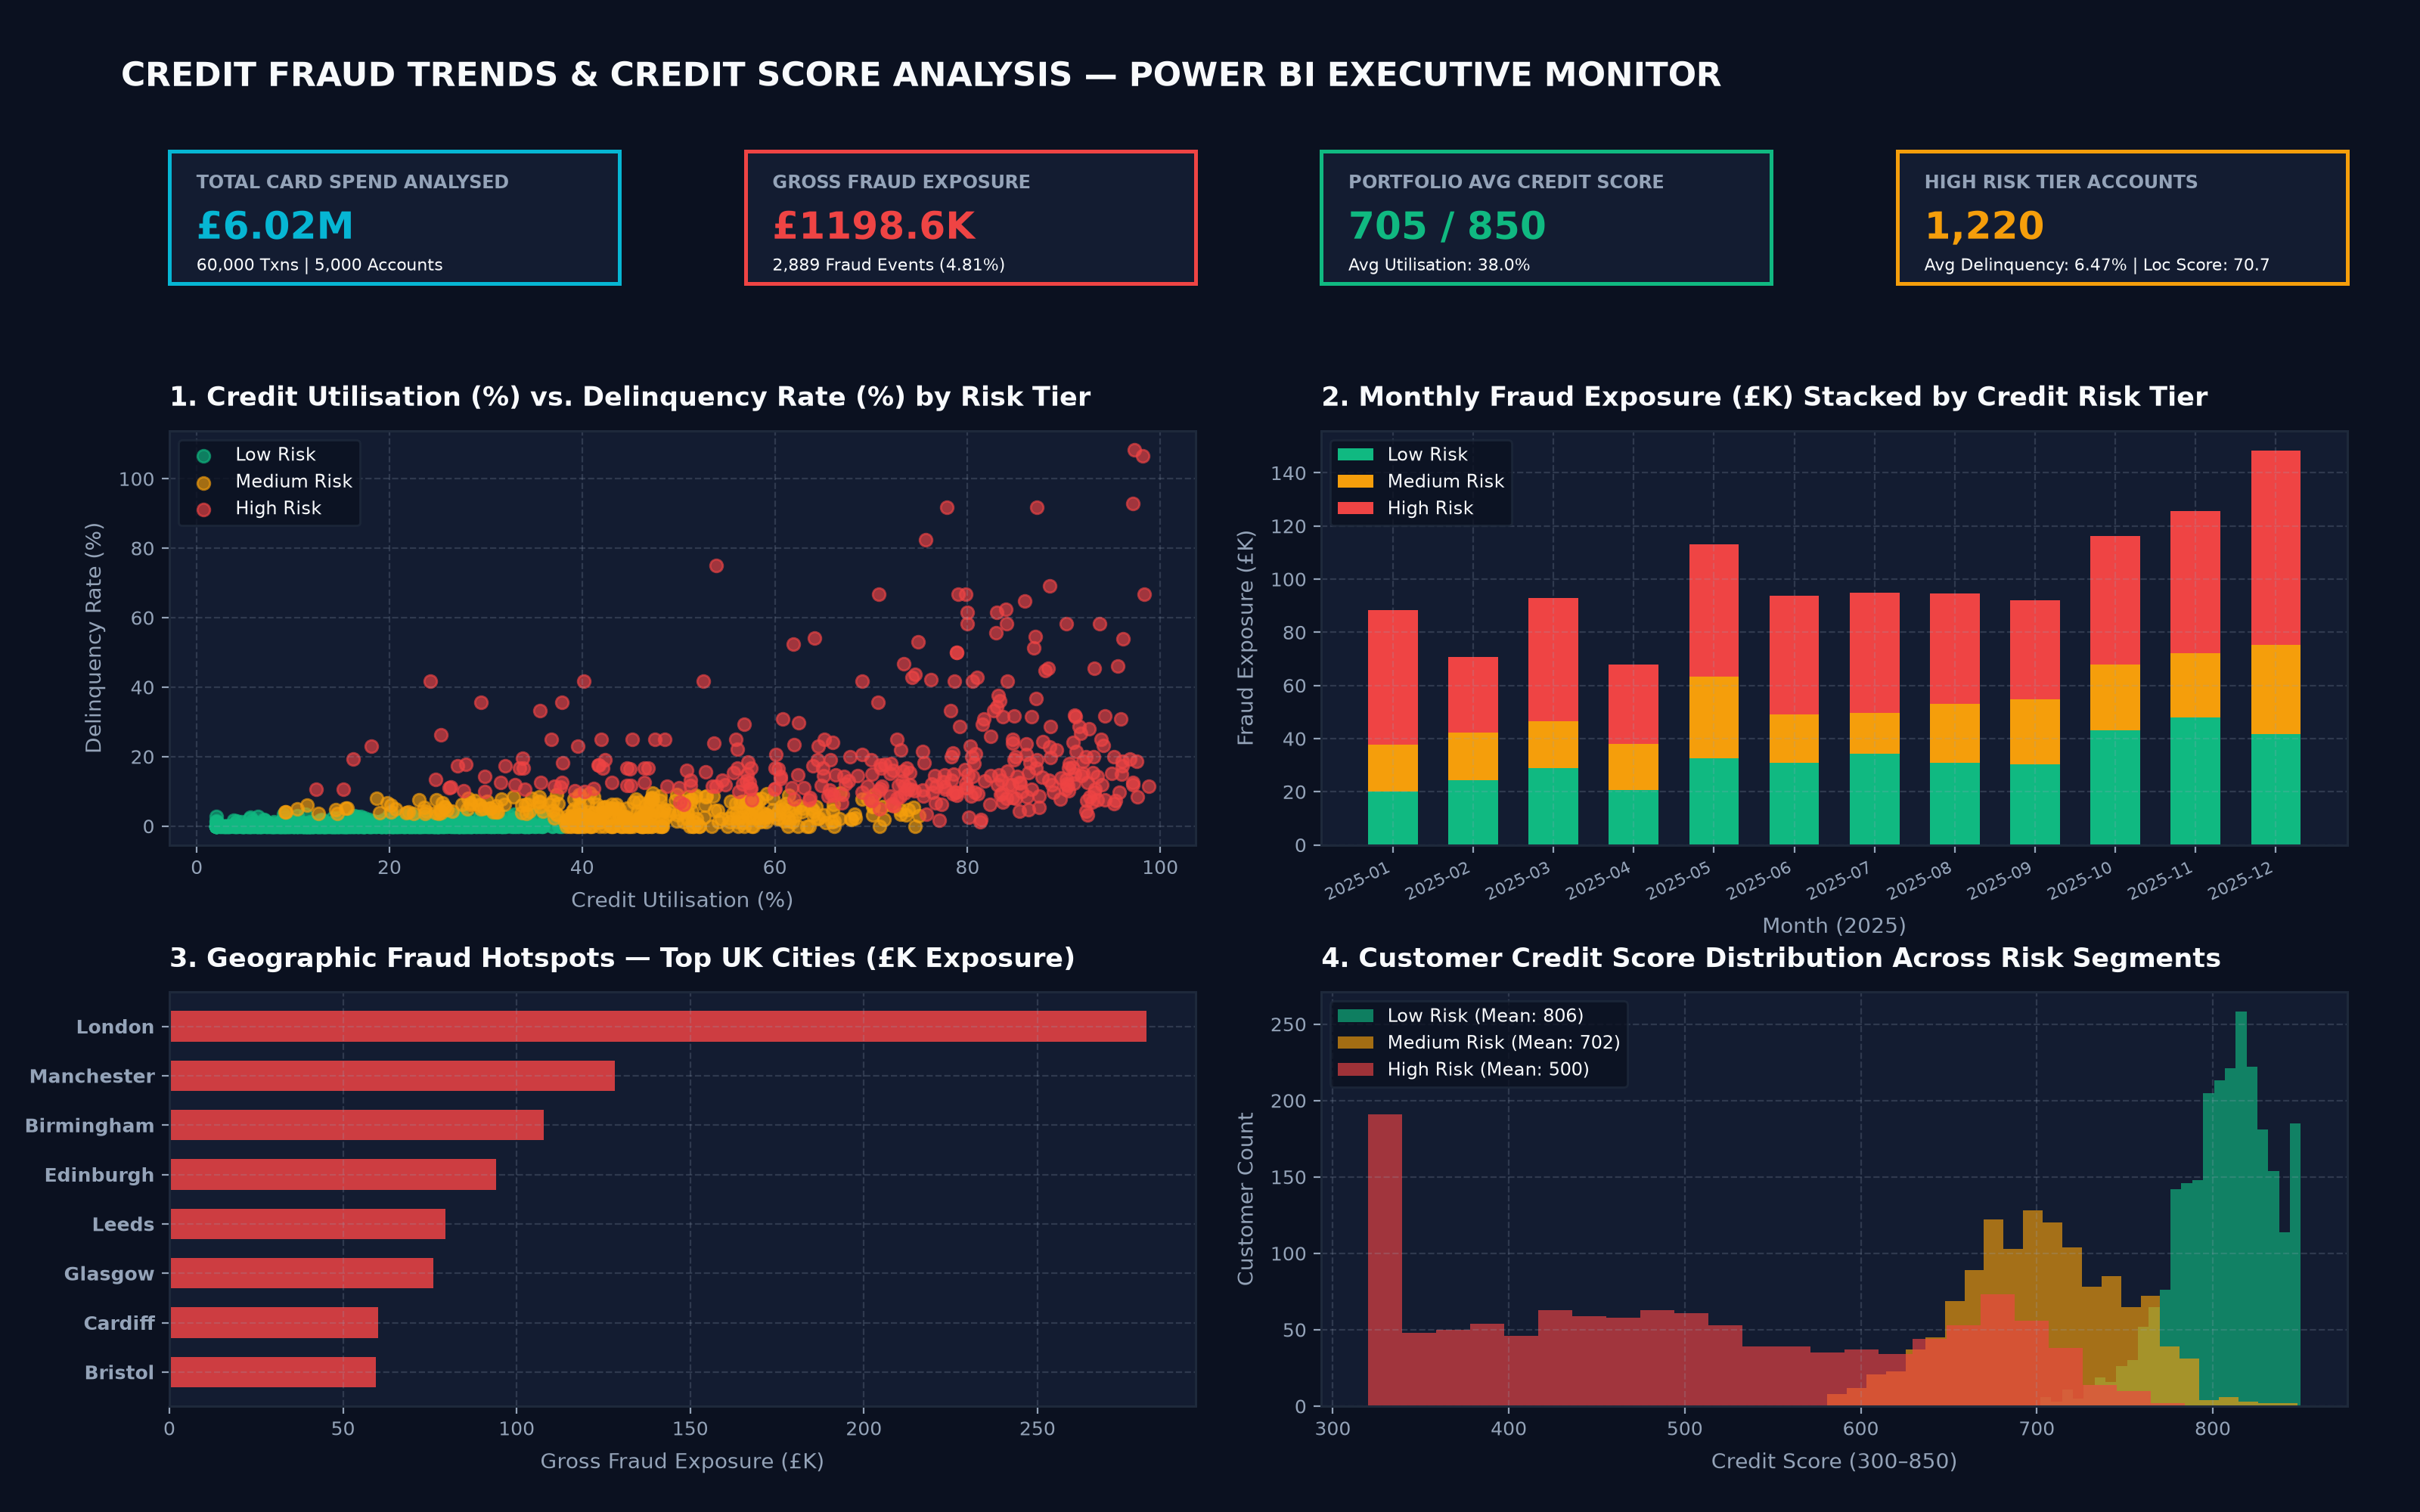 CREDIT FRAUD TRENDS & CREDIT SCORE ANALYSIS — POWER BI EXECUTIVE MONITOR
TOTAL CARD SPEND ANALYSED
£6.02M
60,000 Txns | 5,000 Accounts
GROSS FRAUD EXPOSURE
£1198.6K
2,889 Fraud Events (4.81%)
PORTFOLIO AVG CREDIT SCORE
705 / 850
Avg Utilisation: 38.0%
HIGH RISK TIER ACCOUNTS
1,220
Avg Delinquency: 6.47% | Loc Score: 70.7
1. Credit Utilisation (%) vs. Delinquency Rate (%) by Risk Tier
Low Risk
Medium Risk
High Risk
Delinquency Rate (%)
100
80
60
40
20
0
0 20 40 60 80 100
Credit Utilisation (%)
2. Monthly Fraud Exposure (£K) Stacked by Credit Risk Tier
Low Risk
Medium Risk
High Risk
Fraud Exposure (£K)
140
120
100
80
60
40
20
0
2025-01 2025-02 2025-03 2025-04 2025-05 2025-06 2025-07 2025-08 2025-09 2025-10 2025-11 2025-12
Month (2025)
3. Geographic Fraud Hotspots — Top UK Cities (£K Exposure)
London
Manchester
Birmingham
Edinburgh
Leeds
Glasgow
Cardiff
Bristol
0 50 100 150 200 250
Gross Fraud Exposure (£K)
4. Customer Credit Score Distribution Across Risk Segments
Low Risk (Mean: 806)
Medium Risk (Mean: 702)
High Risk (Mean: 500)
Customer Count
250
200
150
100
50
0
300 400 500 600 700 800
Credit Score (300–850)